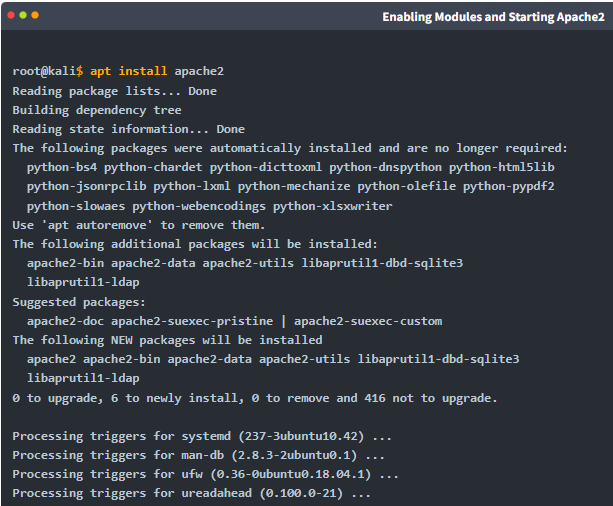 Enabling Modules and Starting Apache2
root@kali$ apt install apache2
Reading package lists... Done
Building dependency tree
Reading state information... Done
The following packages were automatically installed and are no longer required:
  python-bs4 python-chardet python-dicttoxml python-dnspython python-html5lib
  python-jsonrpclib python-lxml python-mechanize python-olefile python-pypdf2
  python-slowaes python-webencodings python-xlsxwriter
Use 'apt autoremove' to remove them.
The following additional packages will be installed:
  apache2-bin apache2-data apache2-utils libaprutil1-dbd-sqlite3
  libaprutil1-ldap
Suggested packages:
  apache2-doc apache2-suexec-pristine | apache2-suexec-custom
The following NEW packages will be installed
  apache2 apache2-bin apache2-data apache2-utils libaprutil1-dbd-sqlite3
  libaprutil1-ldap
0 to upgrade, 6 to newly install, 0 to remove and 416 not to upgrade.
Processing triggers for systemd (237-3ubuntu10.42) ...
Processing triggers for man-db (2.8.3-2ubuntu0.1) ...
Processing triggers for ufw (0.36-0ubuntu0.18.04.1) ...
Processing triggers for ureadahead (0.100.0-21) ...